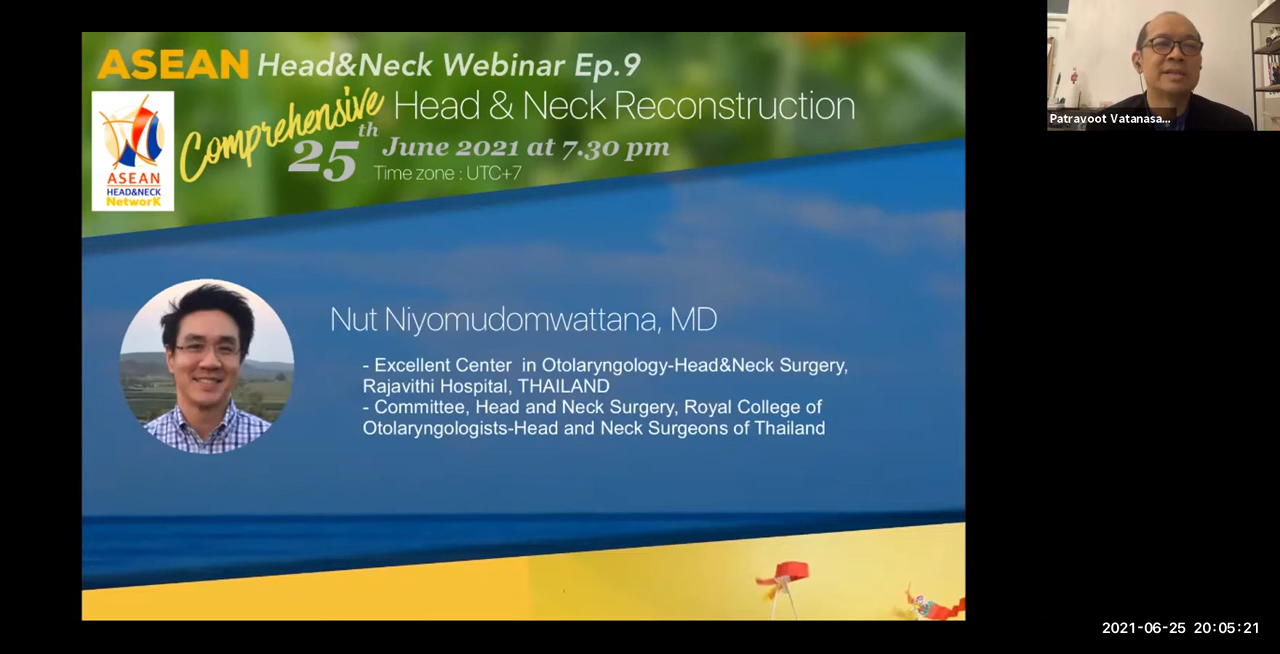 ASEAN Head&Neck Webinar Ep.9
Comprehensive Head & Neck Reconstruction
25th June 2021 at 7.30 pm
Time zone : UTC+7
ASEAN
HEAD&NECK
NetworK
Patravoot Vatanasa...
Nut Niyomudomwattana, MD
- Excellent Center in Otolaryngology-Head&Neck Surgery,
Rajavithi Hospital, THAILAND
- Committee, Head and Neck Surgery, Royal College of
Otolaryngologists-Head and Neck Surgeons of Thailand
2021-06-25 20:05:21